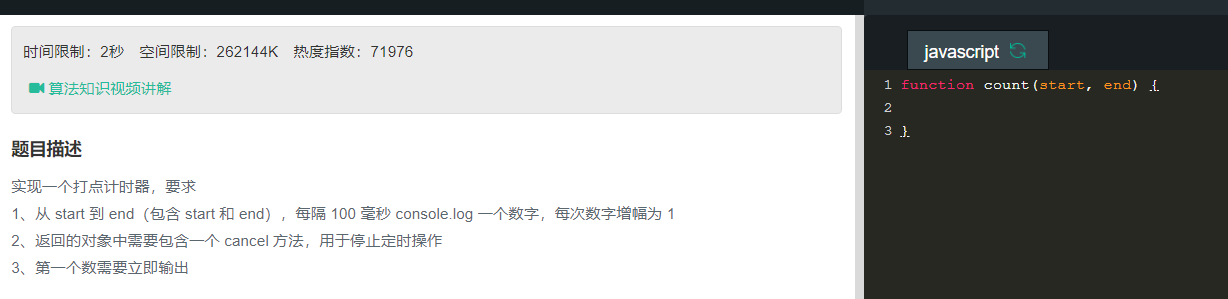 时间限制：2秒 空间限制：262144K 热度指数：71976
算法知识视频讲解
题目描述
实现一个打点计时器，要求
1、从 start 到 end（包含 start 和 end），每隔 100 毫秒 console.log 一个数字，每次数字增幅为 1
2、返回的对象中需要包含一个 cancel 方法，用于停止定时操作
3、第一个数需要立即输出
javascript
1 function count(start, end) {
2
3 }